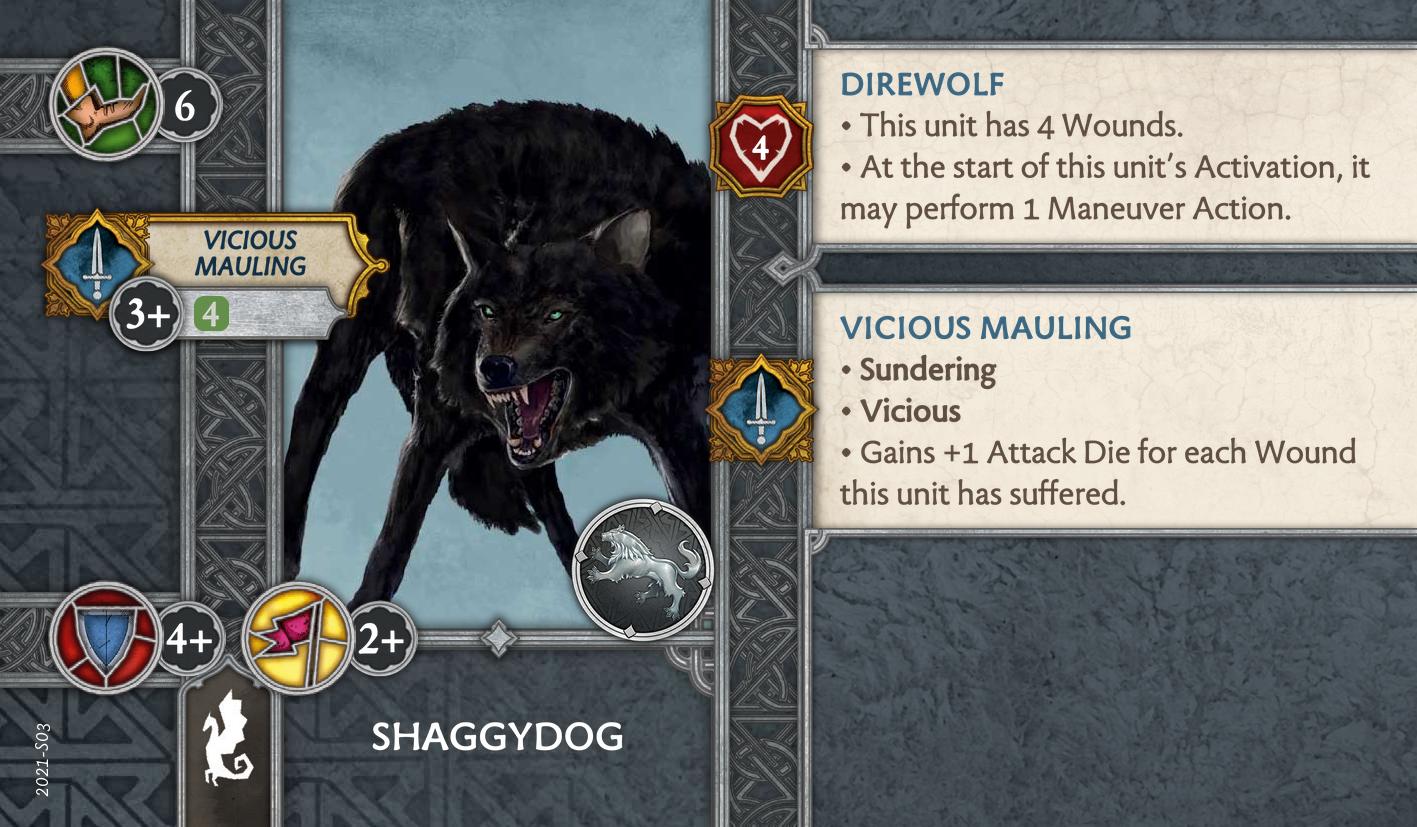 6
VICIOUS
MAULING
3+ 4
4+ 2+
SHAGGYDOG
2021-S03
4
DIREWOLF
• This unit has 4 Wounds.
• At the start of this unit's Activation, it
may perform 1 Maneuver Action.
VICIOUS MAULING
• Sundering
• Vicious
• Gains +1 Attack Die for each Wound
this unit has suffered.